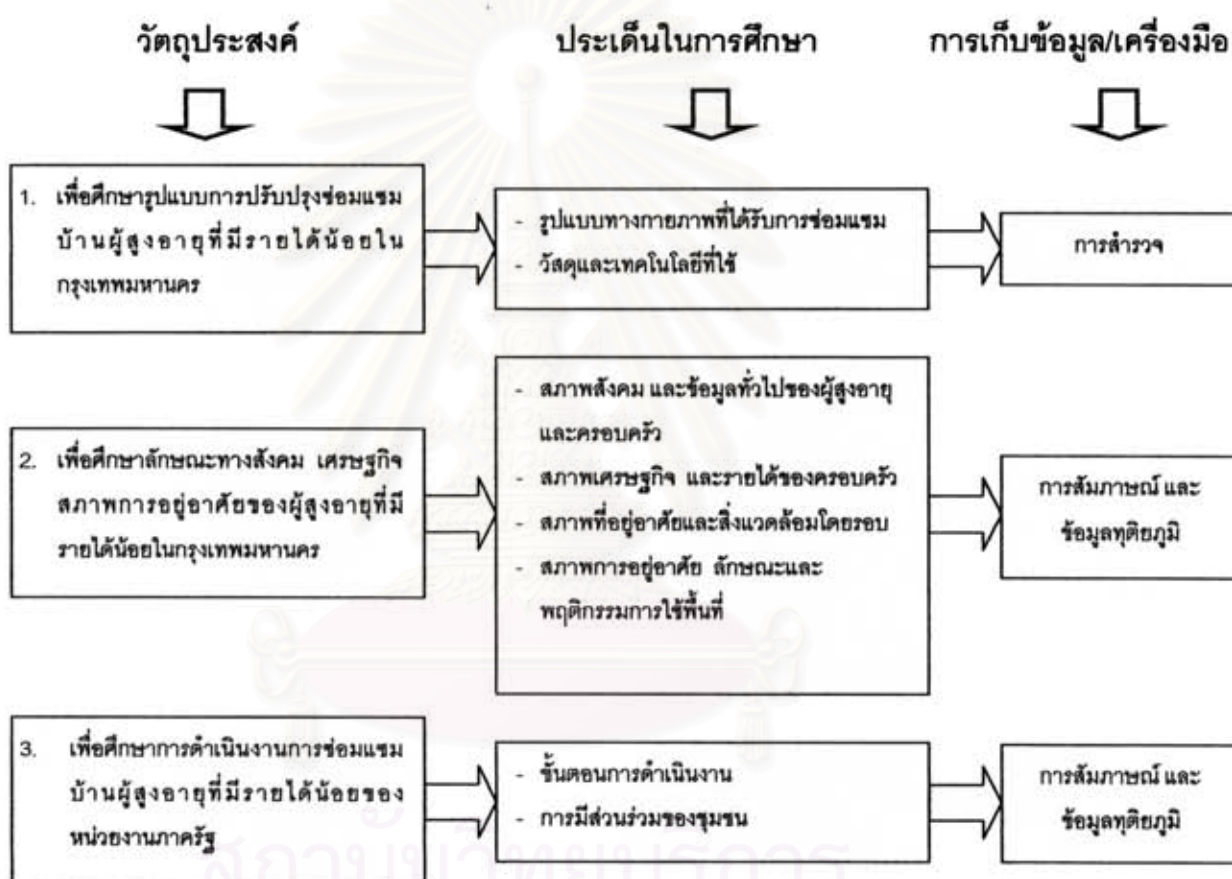 วัตถุประสงค์
ประเด็นในการศึกษา
การเก็บข้อมูล/เครื่องมือ
1. เพื่อศึกษารูปแบบการปรับปรุงซ่อมแซม
บ้านผู้สูงอายุที่มีรายได้น้อยใน
กรุงเทพมหานคร
- รูปแบบทางกายภาพที่ได้รับการซ่อมแซม
- วัสดุและเทคโนโลยีที่ใช้
การสำรวจ
2. เพื่อศึกษาลักษณะทางสังคม เศรษฐกิจ
สภาพการอยู่อาศัยของผู้สูงอายุที่มี
รายได้น้อยในกรุงเทพมหานคร
- สภาพสังคม และข้อมูลทั่วไปของผู้สูงอายุ
และครอบครัว
- สภาพเศรษฐกิจ และรายได้ของครอบครัว
- สภาพที่อยู่อาศัยและสิ่งแวดล้อมโดยรอบ
- สภาพการอยู่อาศัย ลักษณะและ
พฤติกรรมการใช้พื้นที่
การสัมภาษณ์ และ
ข้อมูลทุติยภูมิ
3. เพื่อศึกษาการดำเนินงานการซ่อมแซม
บ้านผู้สูงอายุที่มีรายได้น้อยของ
หน่วยงานภาครัฐ
- ขั้นตอนการดำเนินงาน
- การมีส่วนร่วมของชุมชน
การสัมภาษณ์ และ
ข้อมูลทุติยภูมิ
สถาบันวิทยบริการ